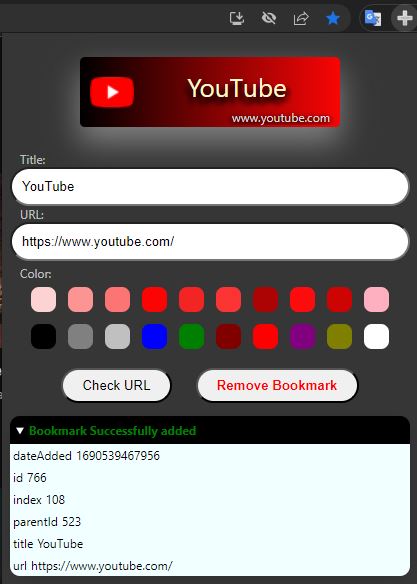 YouTube
www.youtube.com
Title:
YouTube
URL:
https://www.youtube.com/
Color:
Check URL
Remove Bookmark
Bookmark Successfully added
dateAdded 1690539467956
id 766
index 108
parentId 523
title YouTube
url https://www.youtube.com/